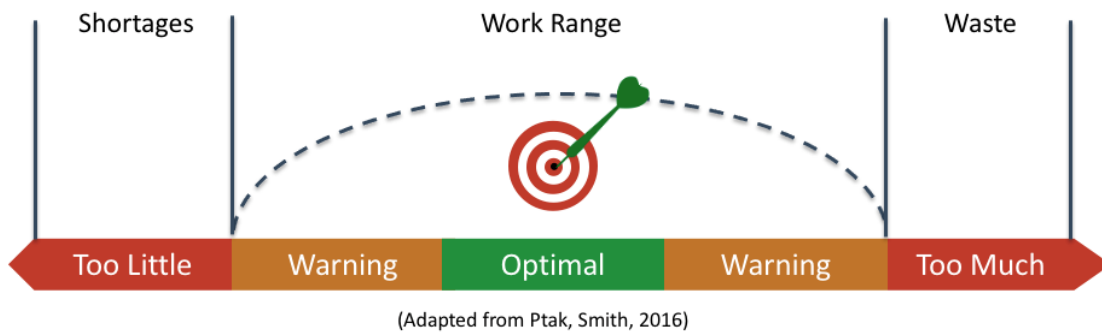 Shortages Work Range Waste
Too Little Warning Optimal Warning Too Much
(Adapted from Ptak, Smith, 2016)